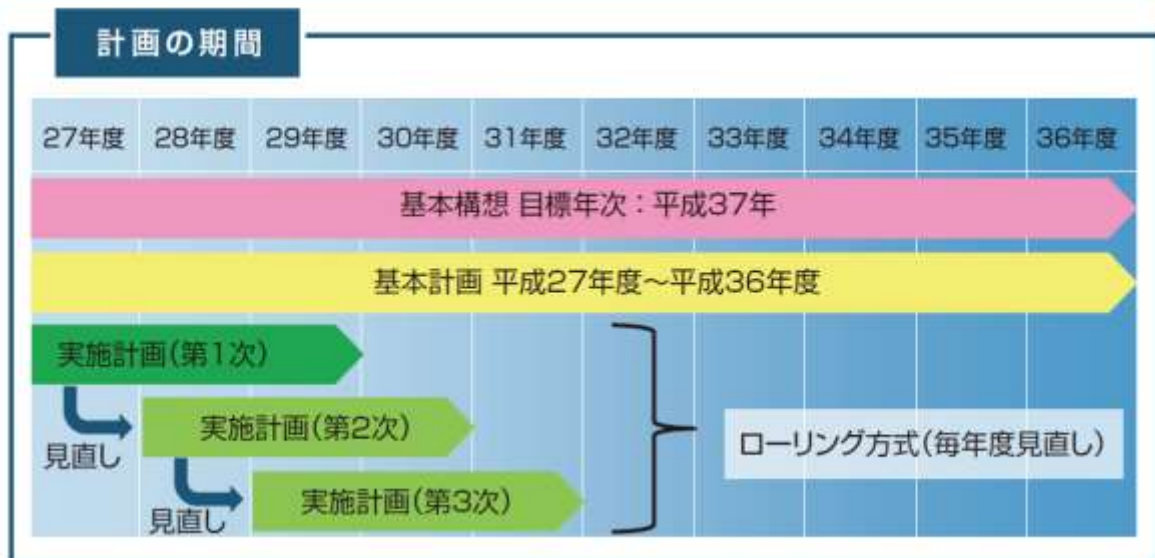 計画の期間
27年度 28年度 29年度 30年度 31年度 32年度 33年度 34年度 35年度 36年度
基本構想 目標年次：平成37年
基本計画 平成27年度～平成36年度
実施計画(第1次)
見直し
実施計画(第2次)
見直し
実施計画(第3次)
ローリング方式(毎年度見直し)